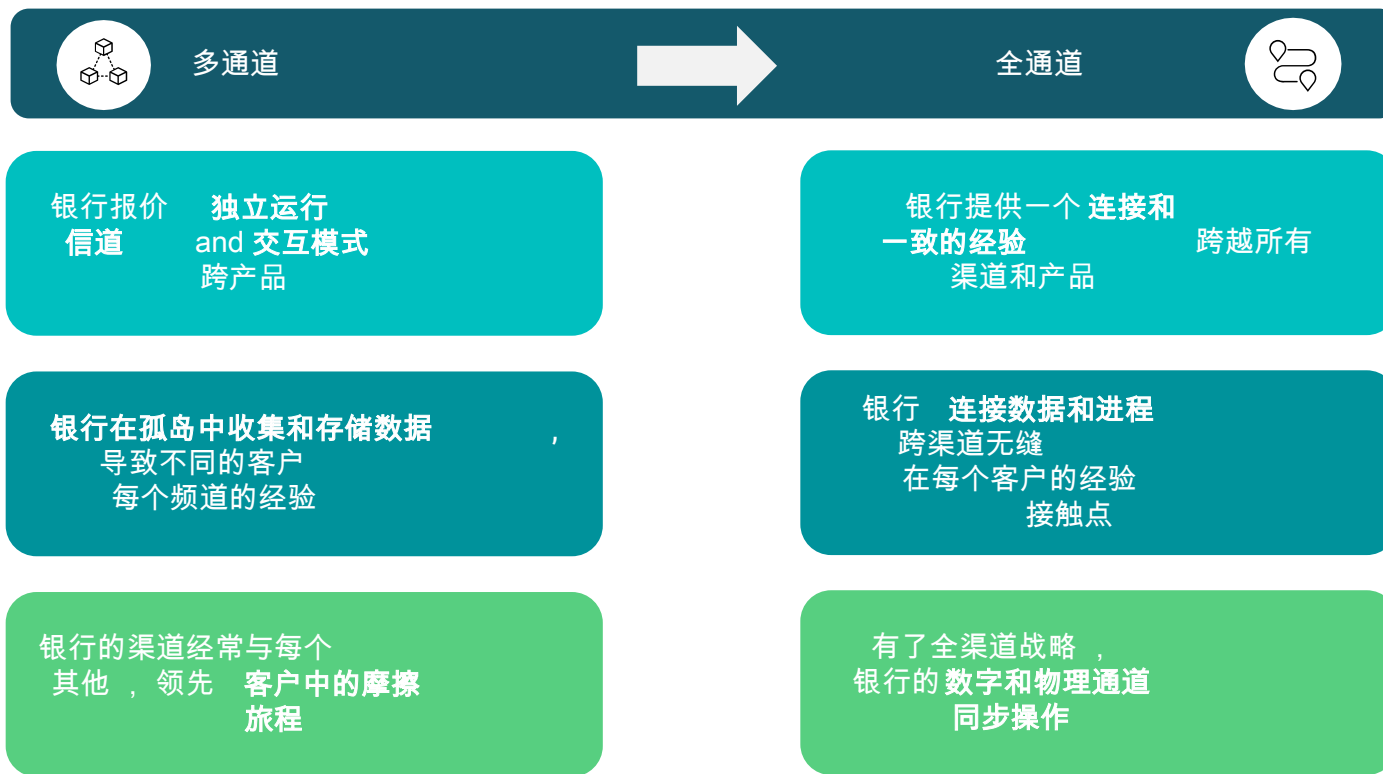 多通道
全通道
银行报价 独立运行
信道 and 交互模式
跨产品
银行提供一个 连接和
一致的经验 跨越所有
渠道和产品
银行在孤岛中收集和存储数据 ，
导致不同的客户
每个频道的经验
银行 连接数据和进程
跨渠道无缝
在每个客户的经验
接触点
银行的渠道经常与每个
其他 ，领先 客户中的摩擦
旅程
有了全渠道战略 ，
银行的 数字和物理通道
同步操作